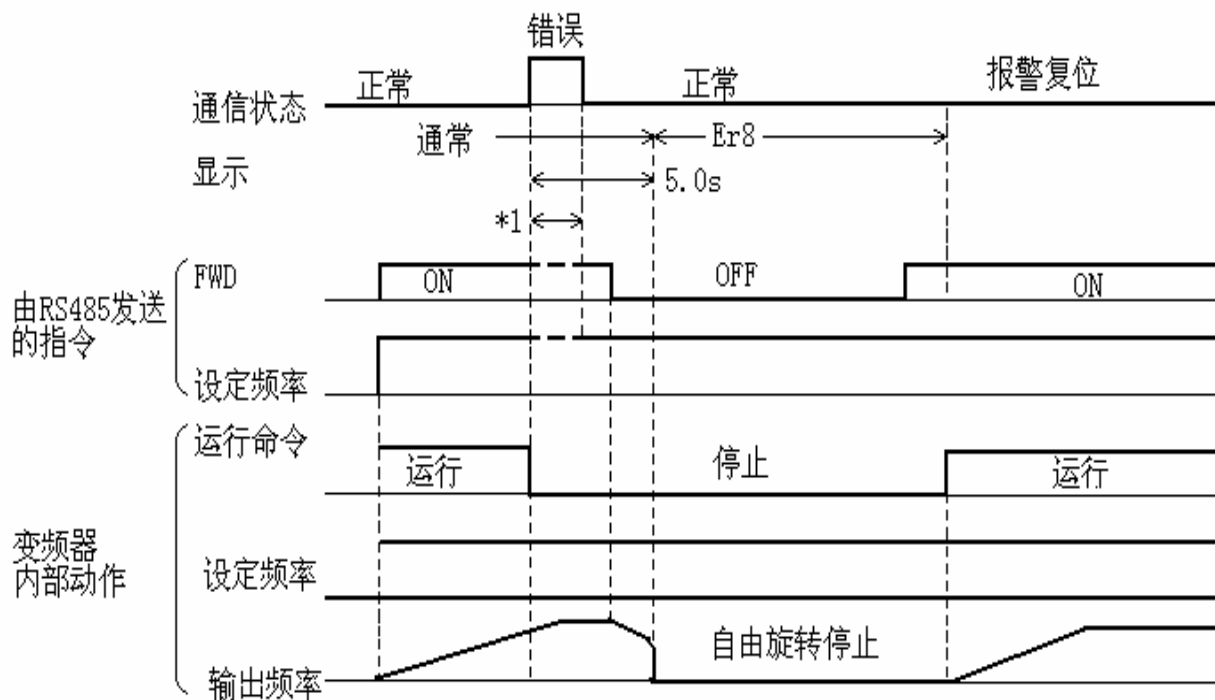 错误
正常 正常 报警复位
通信状态
通常 Er8
显示
5.0s
*1
FWD ON OFF ON
由RS485发送
的指令
设定频率
运行命令
运行 停止 运行
变频器
内部动作
设定频率
自由旋转停止
输出频率